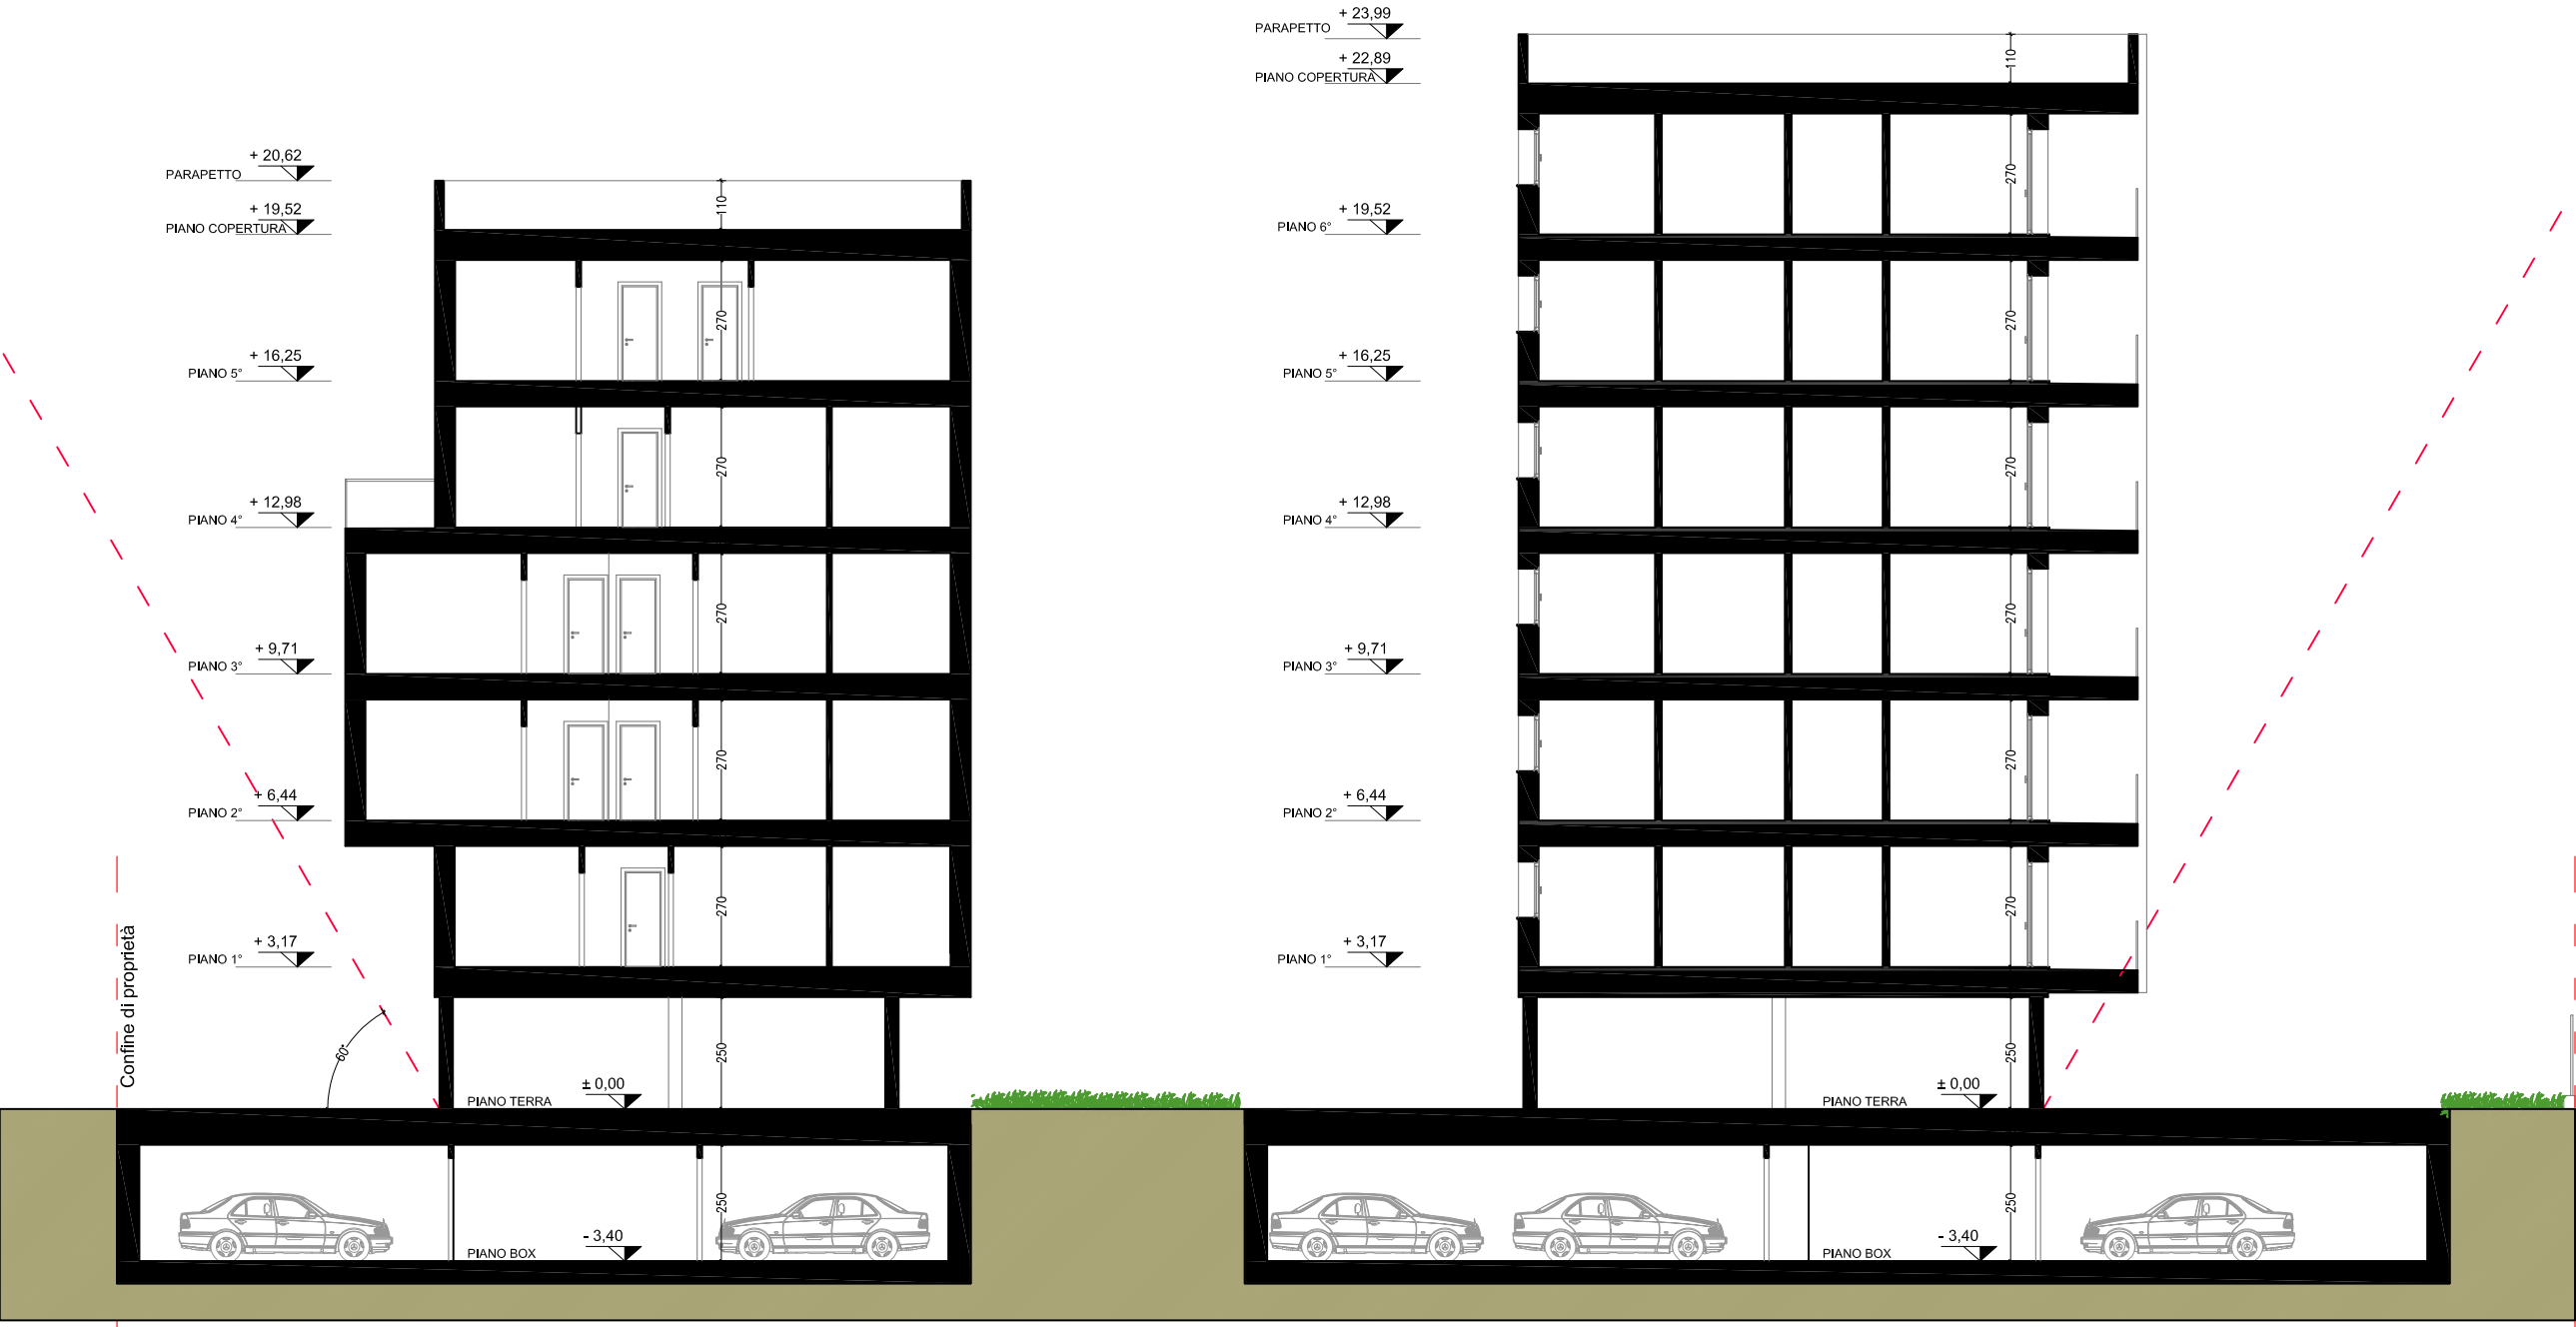 PARAPETTO + 20,62
PIANO COPERTURA + 19,52
PIANO 5° + 16,25
PIANO 4° + 12,98
PIANO 3° + 9,71
PIANO 2° + 6,44
PIANO 1° + 3,17
Confine di proprietà
60°
110
270
270
270
270
270
250
250
PIANO TERRA ± 0,00
PIANO BOX - 3,40
PARAPETTO + 23,99
PIANO COPERTURA + 22,89
PIANO 6° + 19,52
PIANO 5° + 16,25
PIANO 4° + 12,98
PIANO 3° + 9,71
PIANO 2° + 6,44
PIANO 1° + 3,17
110
270
270
270
270
270
270
250
250
PIANO TERRA ± 0,00
PIANO BOX - 3,40